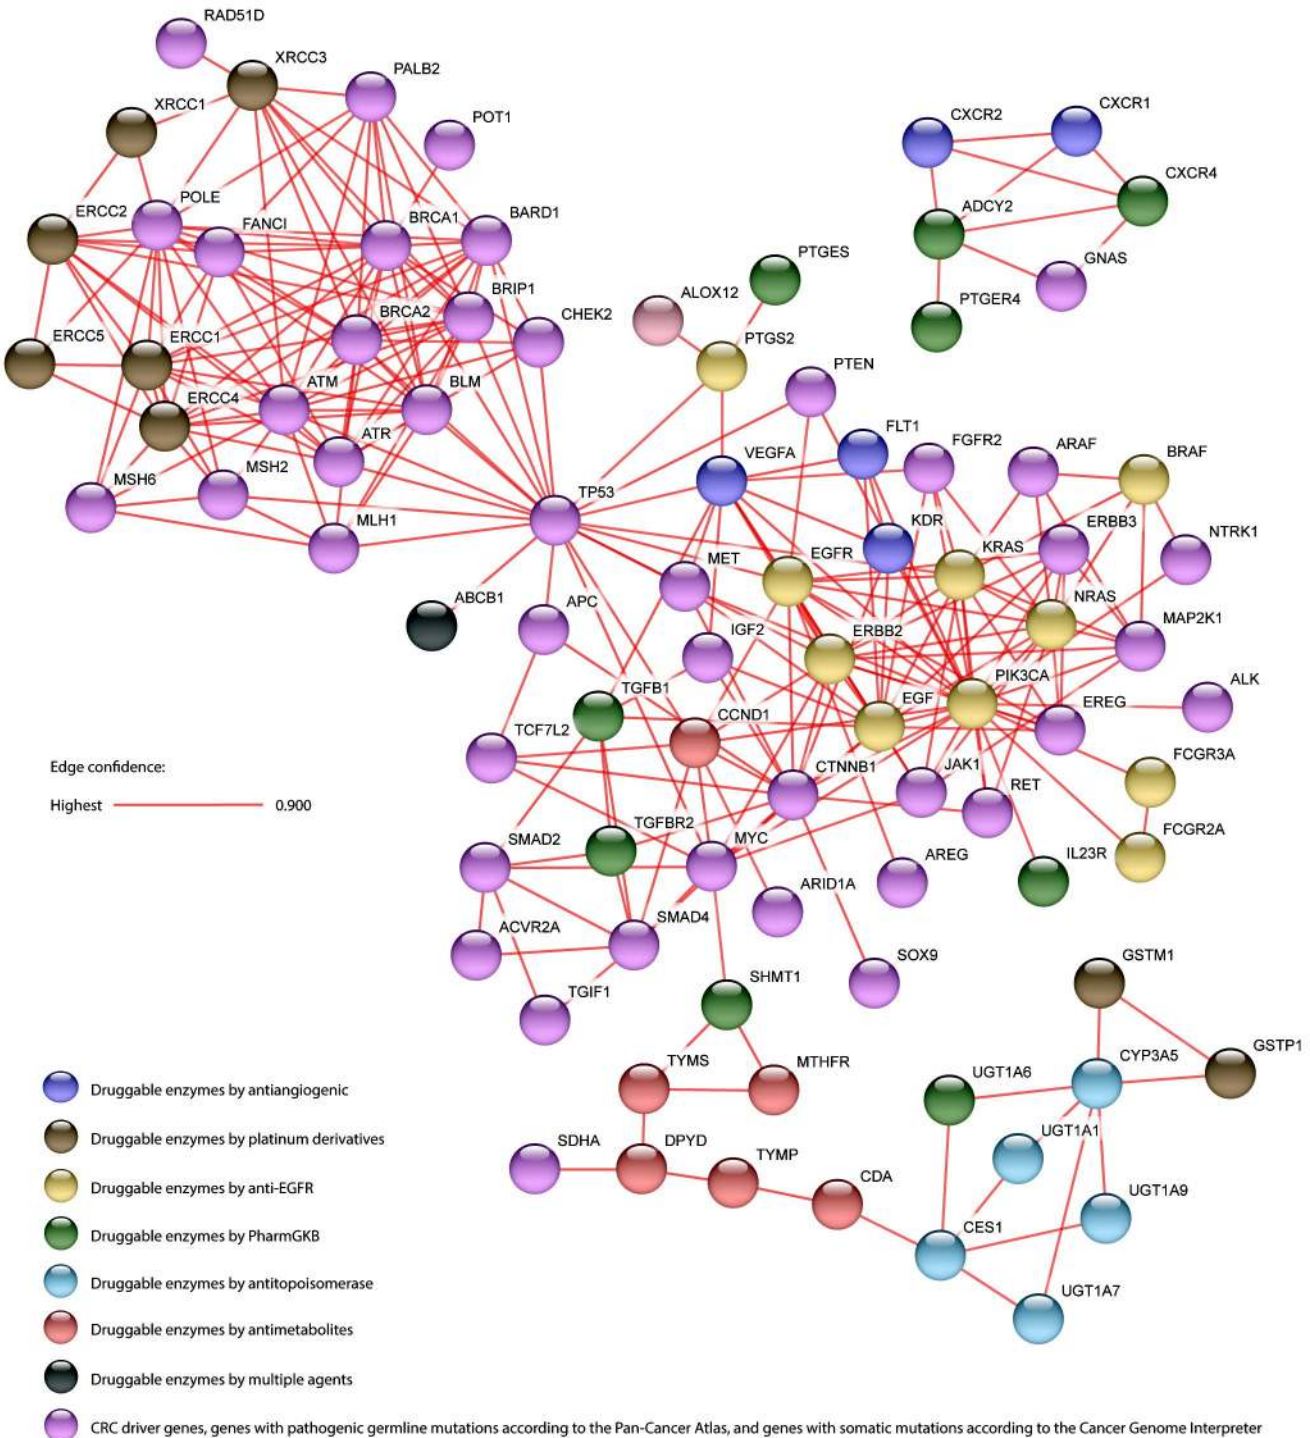 RAD51D
XRCC3
PALB2
XRCC1
POT1
CXCR2
CXCR1
CXCR4
POLE
ERCC2
FANCI
BRCA1
BARD1
ADCY2
PTGES
GNAS
ALOX12
BRIP1
PTGER4
BRCA2
CHEK2
ERCC5
ERCC1
PTGS2
PTEN
ATM
BLM
ERCC4
ATR
FLT1
FGFR2
ARAF
BRAF
VEGFA
MSH6
MSH2
TP53
MLH1
KDR
ERBB3
NTRK1
MET
EGFR
KRAS
ABCB1
APC
NRAS
IGF2
ERBB2
MAP2K1
PIK3CA
ALK
TGFB1
EGF
EREG
CCND1
TCF7L2
FCGR3A
Edge confidence:
CTNNB1
JAK1
RET
Highest 0.900
TGFBR2
FCGR2A
SMAD2
MYC
AREG
IL23R
ARID1A
SMAD4
ACVR2A
SOX9
GSTM1
SHMT1
TGIF1
GSTP1
TYMS
MTHFR
UGT1A6
CYP3A5
Druggable enzymes by antiangiogenic
UGT1A1
Druggable enzymes by platinum derivatives
SDHA
DPYD
TYMP
CDA
UGT1A9
Druggable enzymes by anti-EGFR
CES1
Druggable enzymes by PharmGKB
Druggable enzymes by antitopoisomerase
UGT1A7
Druggable enzymes by antimetabolites
Druggable enzymes by multiple agents
CRC driver genes, genes with pathogenic germline mutations according to the Pan-Cancer Atlas, and genes with somatic mutations according to the Cancer Genome Interpreter